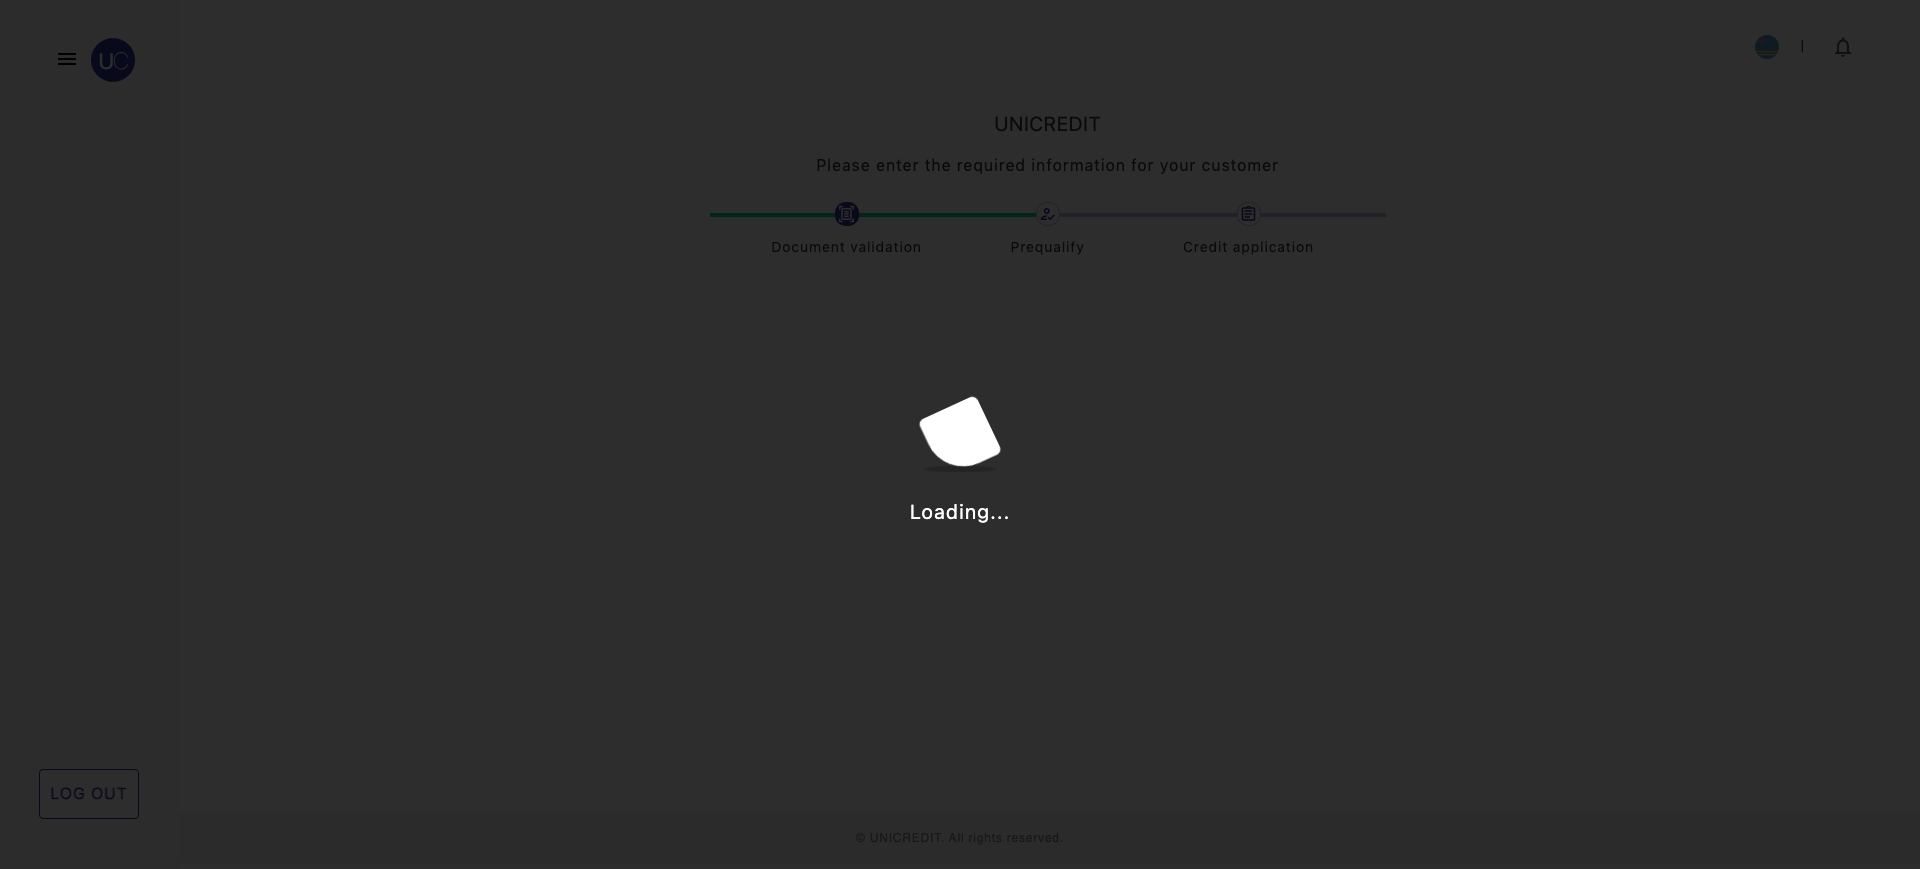 UC
UNICREDIT
Please enter the required information for your customer
Document validation
Prequalify
Credit application
Loading...
LOG OUT
© UNICREDIT. All rights reserved.